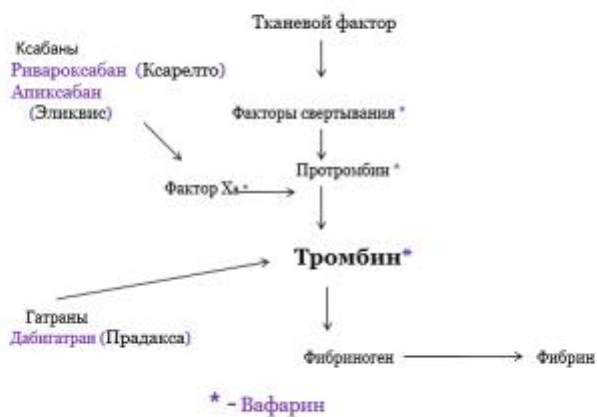 Тканевой фактор
Ксабаны
Ривароксабан (Ксарелто)
Апиксабан
(Эликвис)
Факторы свертывания *
Протромбин *
Фактор Ха *
Тромбин*
Гатраны
Дабигатран (Прадакса)
Фибриноген
Фибрин
* - Вафарин